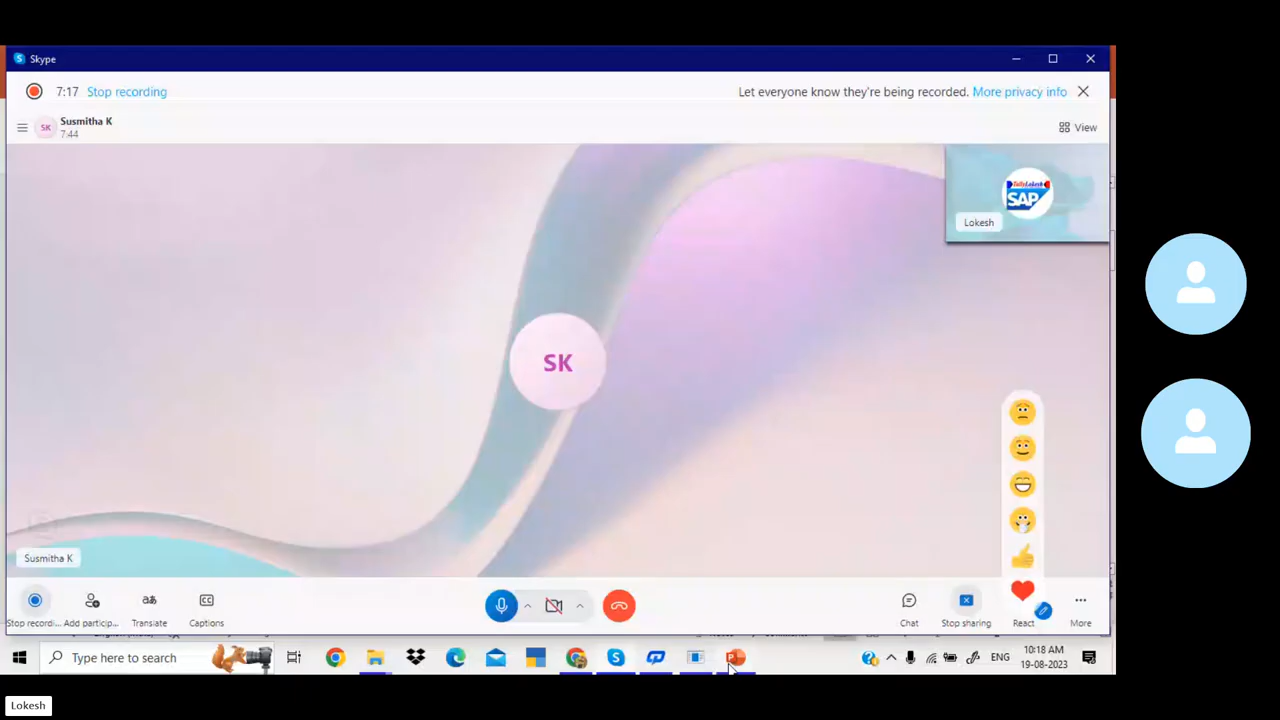 Skype
7:17 Stop recording
Let everyone know they're being recorded. More privacy info
SK
Susmitha K
7:44
View
SAP
Lokesh
SK
Susmitha K
Stop recordi...
Add particip...
Translate
CC
Captions
Chat
Stop sharing
React
More
Type here to search
ENG
10:18 AM
19-08-2023
Lokesh